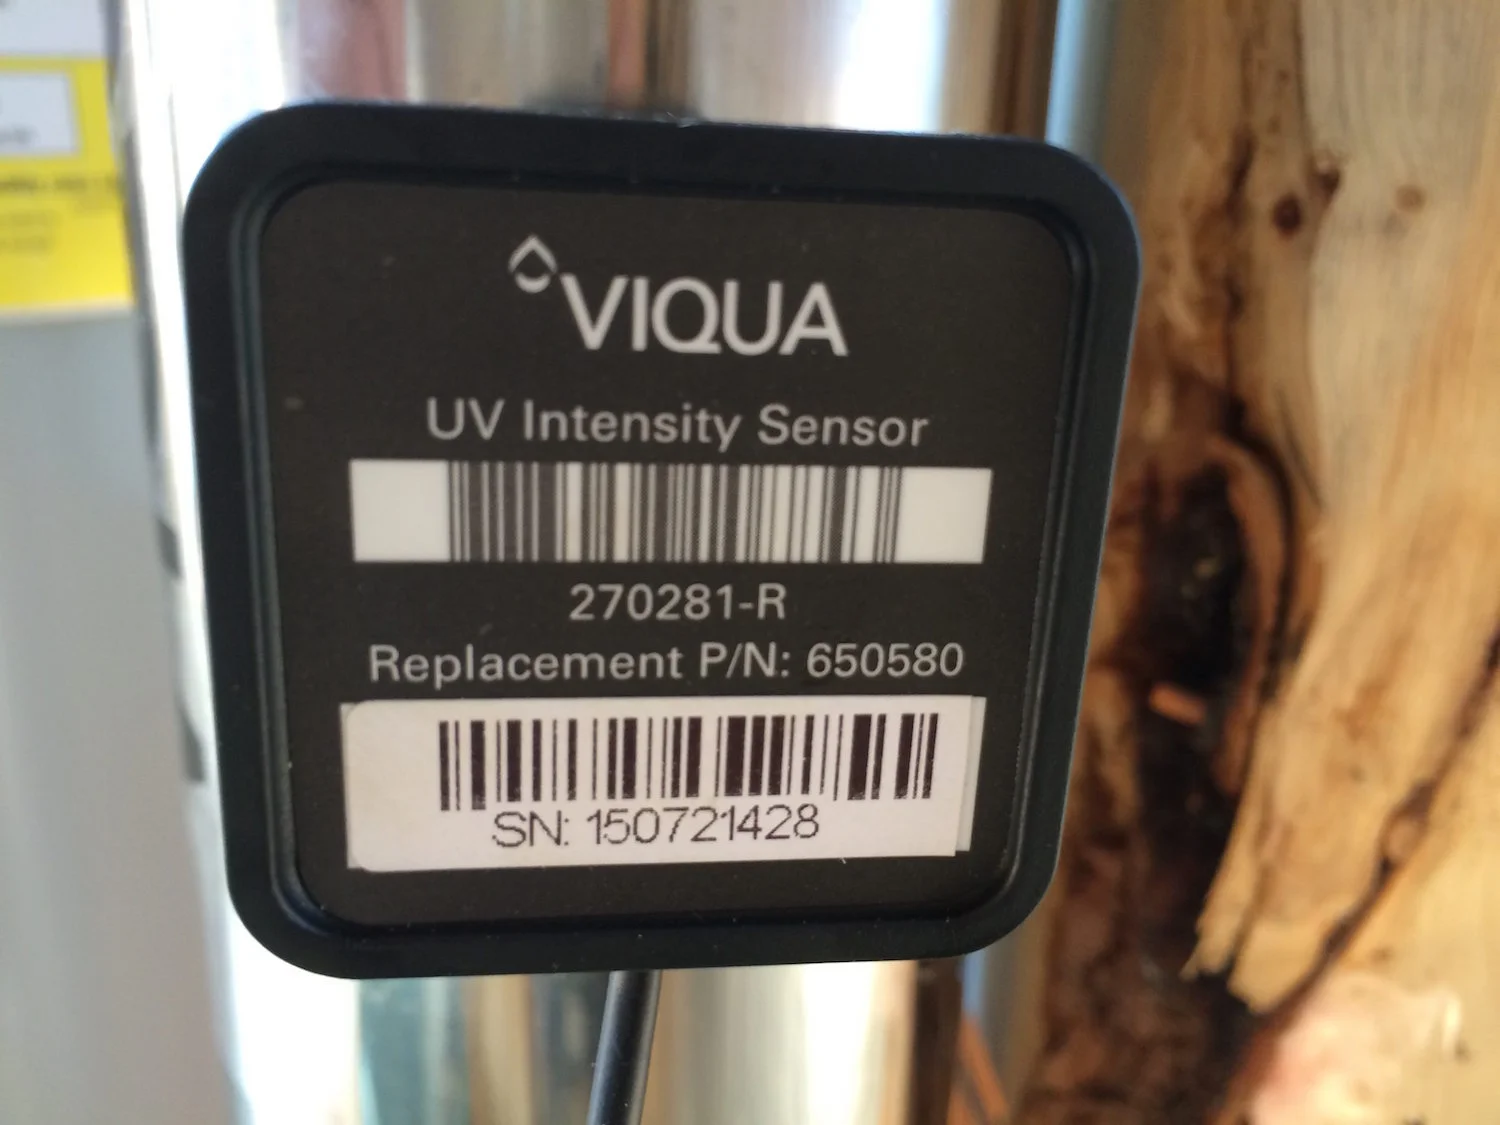 VIQUA
UV Intensity Sensor
270281-R
Replacement P/N: 650580
SN: 150721428